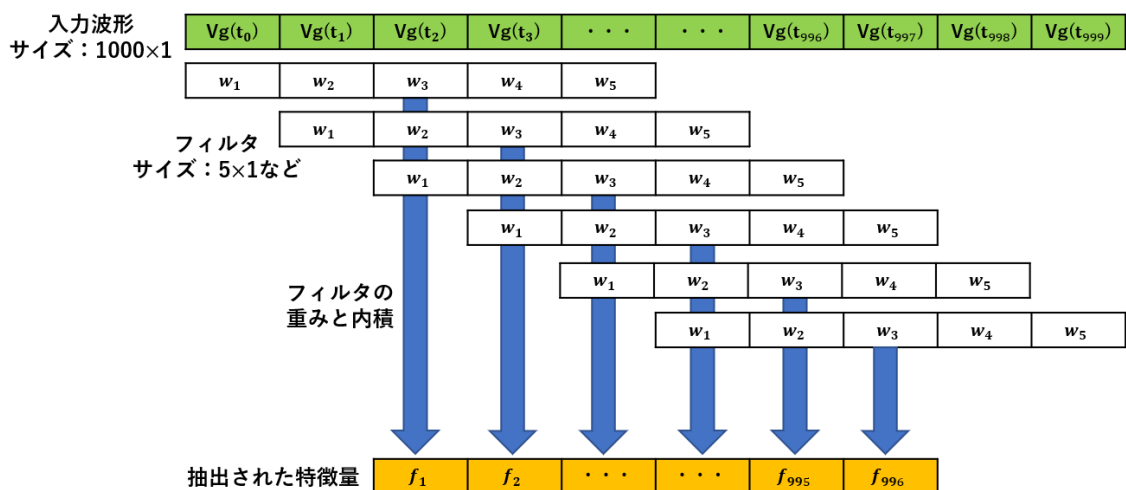 入力波形
サイズ：1000×1
Vg(t₀) Vg(t₁) Vg(t₂) Vg(t₃) ・・・ ・・・ Vg(t₉₉₆) Vg(t₉₉₇) Vg(t₉₉₈) Vg(t₉₉₉)
w₁ w₂ w₃ w₄ w₅
フィルタ
サイズ：5×1など
w₁ w₂ w₃ w₄ w₅
w₁ w₂ w₃ w₄ w₅
w₁ w₂ w₃ w₄ w₅
フィルタの
重みと内積
w₁ w₂ w₃ w₄ w₅
w₁ w₂ w₃ w₄ w₅
抽出された特徴量
f₁ f₂ ・・・ ・・・ f₉₉₅ f₉₉₆